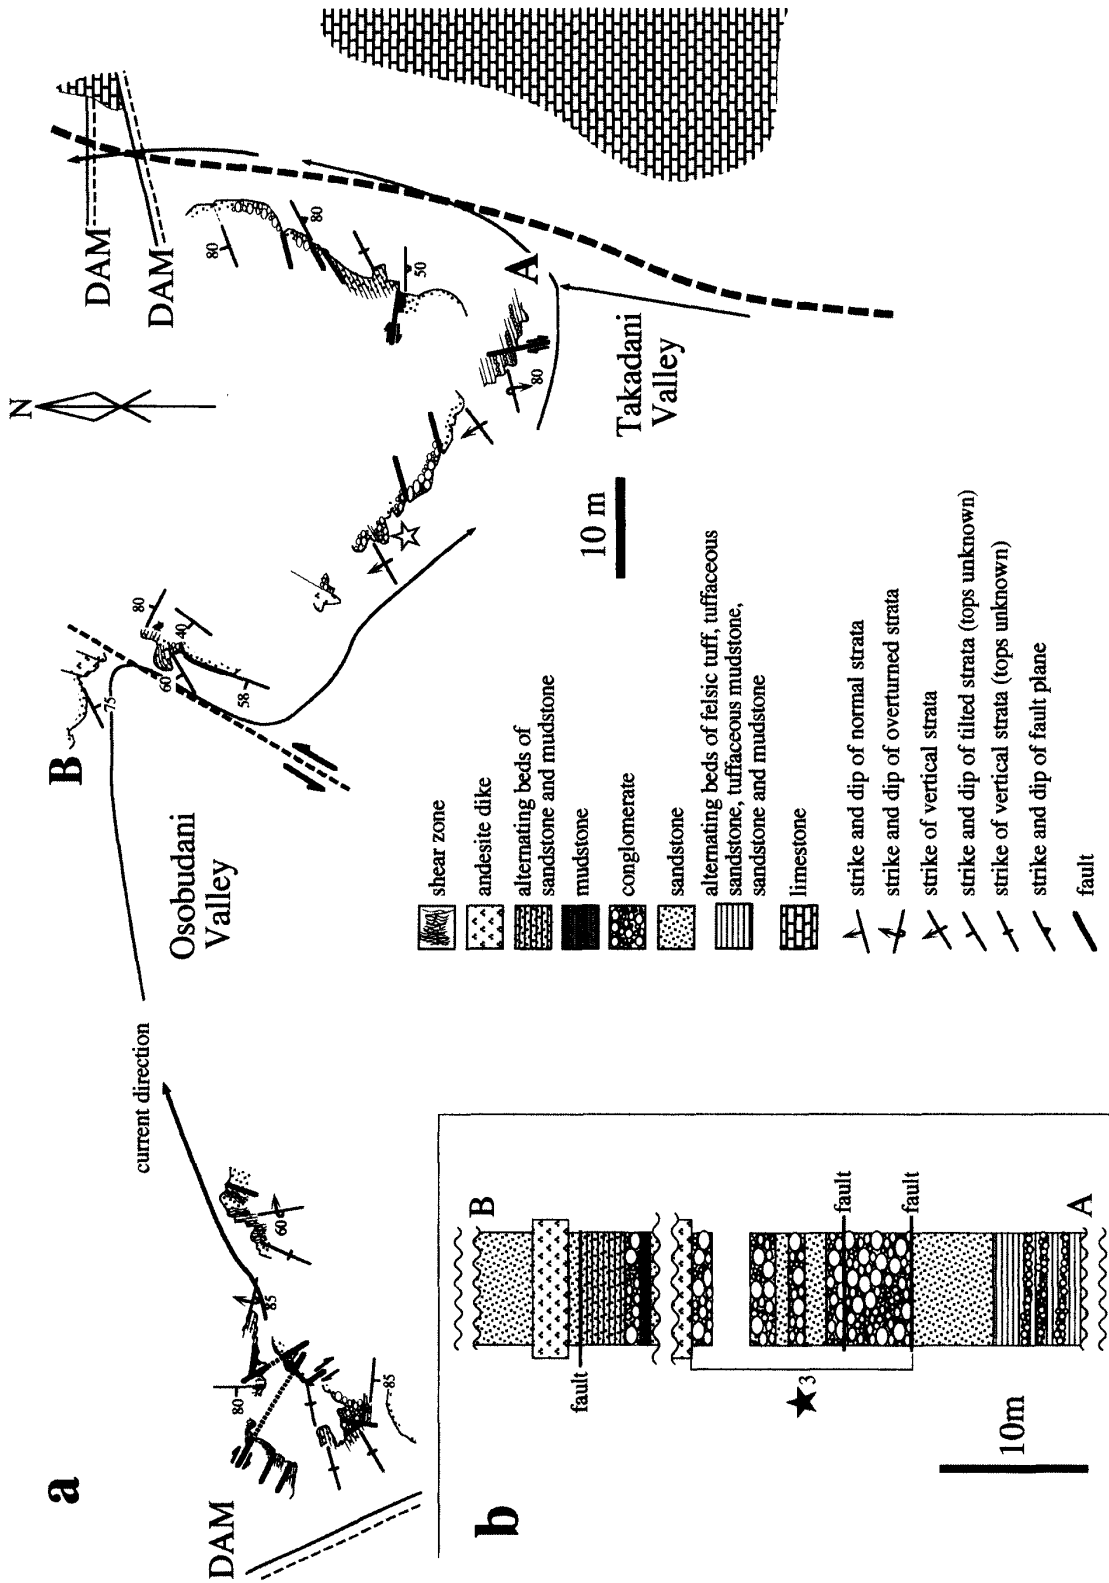 a
DAM
80
85
85
60
current direction
Osobudani
Valley
B
75
60
80
40
58
N
DAM
DAM
80
80
50
A
80
Takadani
Valley
10 m
shear zone
andesite dike
alternating beds of
sandstone and mudstone
mudstone
conglomerate
sandstone
alternating beds of felsic tuff, tuffaceous
sandstone, tuffaceous mudstone,
sandstone and mudstone
limestone
strike and dip of normal strata
strike and dip of overturned strata
strike of vertical strata
strike and dip of tilted strata (tops unknown)
strike of vertical strata (tops unknown)
strike and dip of fault plane
fault
b
B
fault
3
fault
fault
A
10m